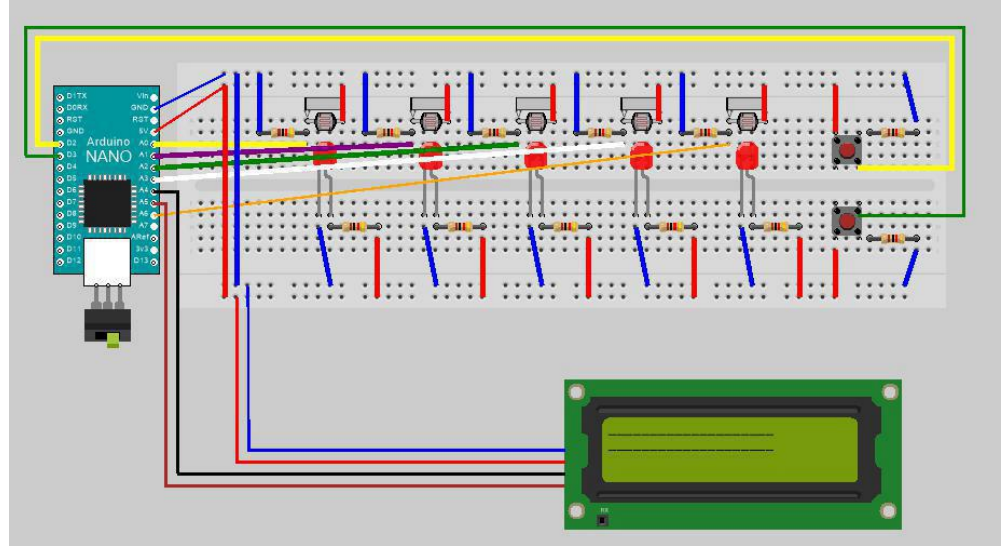 D1TX Vin
D0RX GND
RST RST
GND 5V
D2 Arduino A0
D3 NANO A1
D4 A2
D5 A3
D6 A4
D7 A5
D8 A6
D9 A7
D10 ARef
D11 3v3
D12 D13